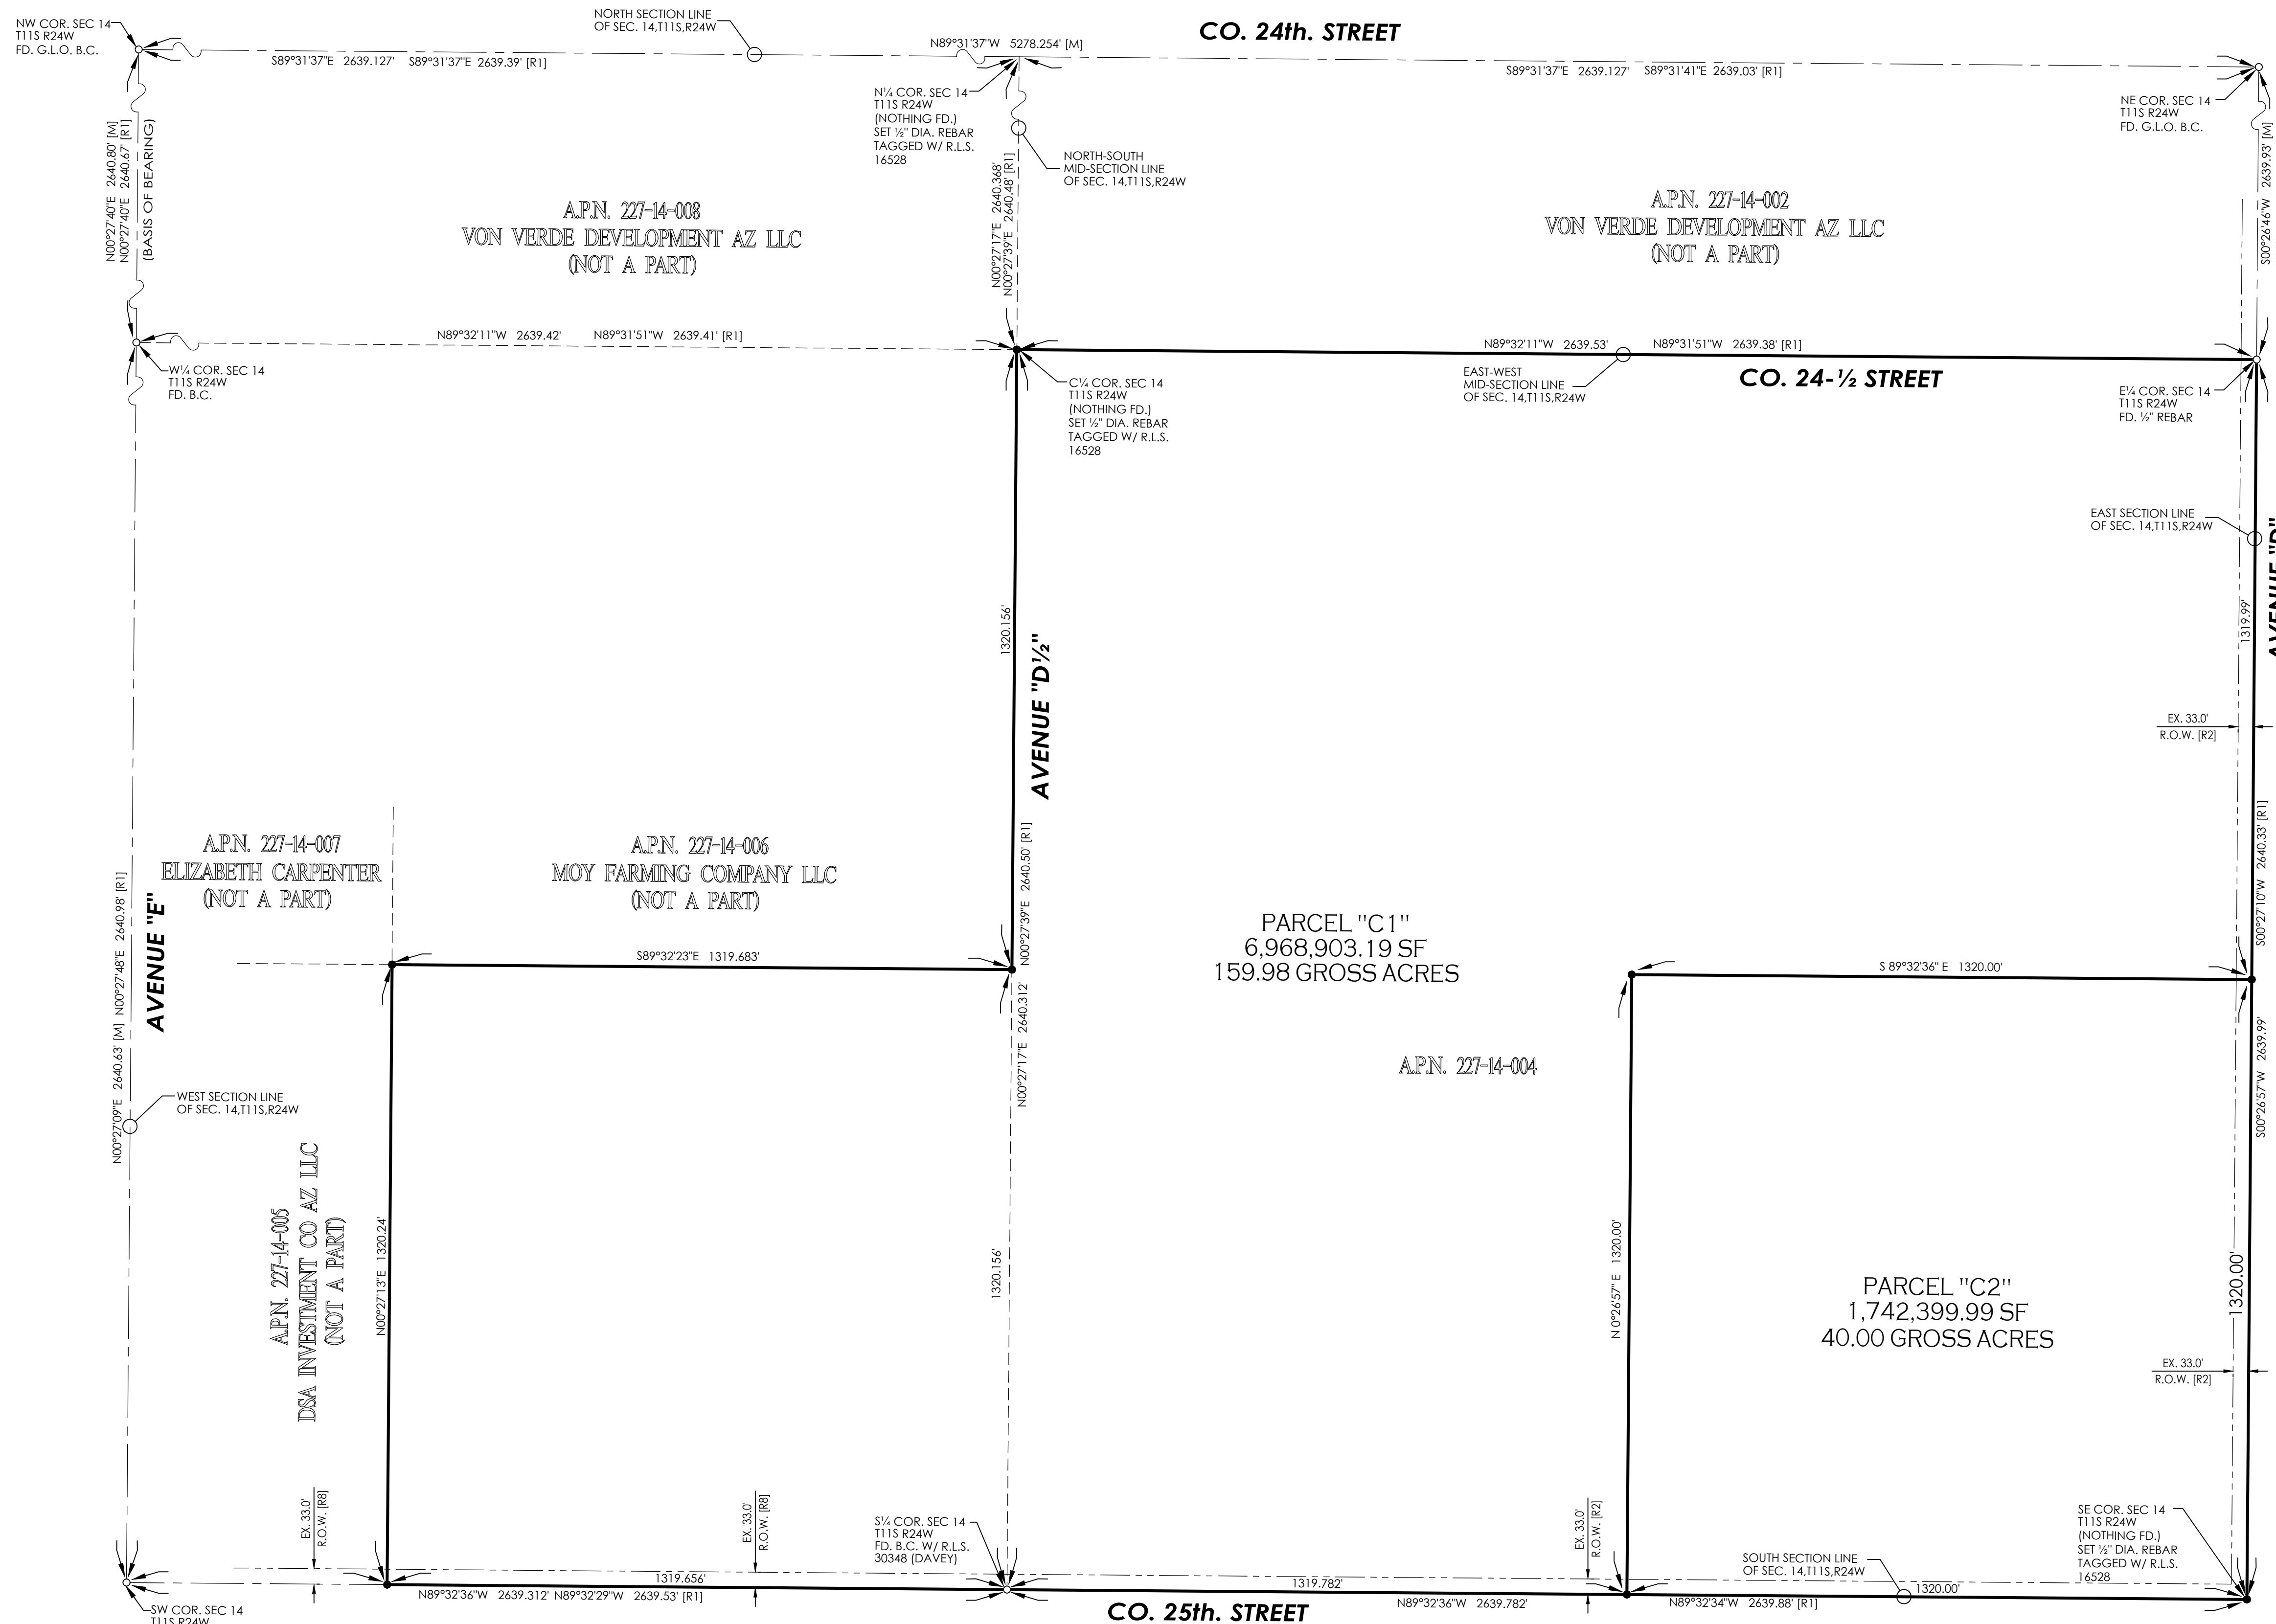 NW COR. SEC 14
T11S R24W
FD. G.L.O. B.C.
NORTH SECTION LINE
OF SEC. 14,T11S,R24W
CO. 24th. STREET
N89°31'37"W 5278.254' [M]
S89°31'37"E 2639.127' S89°31'37"E 2639.39' [R1]
S89°31'37"E 2639.127' S89°31'41"E 2639.03' [R1]
N¼ COR. SEC 14
T11S R24W
(NOTHING FD.)
SET ½" DIA. REBAR
TAGGED W/ R.L.S.
16528
NE COR. SEC 14
T11S R24W
FD. G.L.O. B.C.
N00°27'40"E 2640.80' [M]
N00°27'40"E 2640.67' [R1]
(BASIS OF BEARING)
NORTH-SOUTH
MID-SECTION LINE
OF SEC. 14,T11S,R24W
N00°27'17"E 2640.368'
N00°27'39"E 2640.48' [R1]
S00°26'46"W 2639.93' [M]
A.P.N. 227-14-008
VON VERDE DEVELOPMENT AZ LLC
(NOT A PART)
A.P.N. 227-14-002
VON VERDE DEVELOPMENT AZ LLC
(NOT A PART)
N89°32'11"W 2639.42' N89°31'51"W 2639.41' [R1]
N89°32'11"W 2639.53' N89°31'51"W 2639.38' [R1]
W¼ COR. SEC 14
T11S R24W
FD. B.C.
C¼ COR. SEC 14
T11S R24W
(NOTHING FD.)
SET ½" DIA. REBAR
TAGGED W/ R.L.S.
16528
EAST-WEST
MID-SECTION LINE
OF SEC. 14,T11S,R24W
CO. 24-½ STREET
E¼ COR. SEC 14
T11S R24W
FD. ½" REBAR
EAST SECTION LINE
OF SEC. 14,T11S,R24W
AVENUE "D"
1320.156'
AVENUE "D½"
1319.99'
EX. 33.0'
R.O.W. [R2]
A.P.N. 227-14-007
ELIZABETH CARPENTER
(NOT A PART)
A.P.N. 227-14-006
MOY FARMING COMPANY LLC
(NOT A PART)
N00°27'09"E 2640.63' [M] N00°27'48"E 2640.98' [R1]
AVENUE "E"
N00°27'39"E 2640.50' [R1]
N00°27'17"E 2640.312'
S00°27'10"W 2640.33' [R1]
S00°26'57"W 2639.99'
PARCEL "C1"
6,968,903.19 SF
159.98 GROSS ACRES
S89°32'23"E 1319.683'
S 89°32'36" E 1320.00'
A.P.N. 227-14-004
WEST SECTION LINE
OF SEC. 14,T11S,R24W
A.P.N. 227-14-005
DSA INVESTMENT CO AZ LLC
(NOT A PART)
N00°27'13"E 1320.24'
1320.156'
N 0°26'57" E 1320.00'
PARCEL "C2"
1,742,399.99 SF
40.00 GROSS ACRES
1320.00'
EX. 33.0'
R.O.W. [R2]
EX. 33.0'
R.O.W. [R8]
EX. 33.0'
R.O.W. [R8]
S¼ COR. SEC 14
T11S R24W
FD. B.C. W/ R.L.S.
30348 (DAVEY)
EX. 33.0'
R.O.W. [R2]
SOUTH SECTION LINE
OF SEC. 14,T11S,R24W
SE COR. SEC 14
T11S R24W
(NOTHING FD.)
SET ½" DIA. REBAR
TAGGED W/ R.L.S.
16528
1319.656'
1319.782'
1320.00'
N89°32'36"W 2639.312' N89°32'29"W 2639.53' [R1]
N89°32'36"W 2639.782'
N89°32'34"W 2639.88' [R1]
SW COR. SEC 14
T11S R24W
CO. 25th. STREET